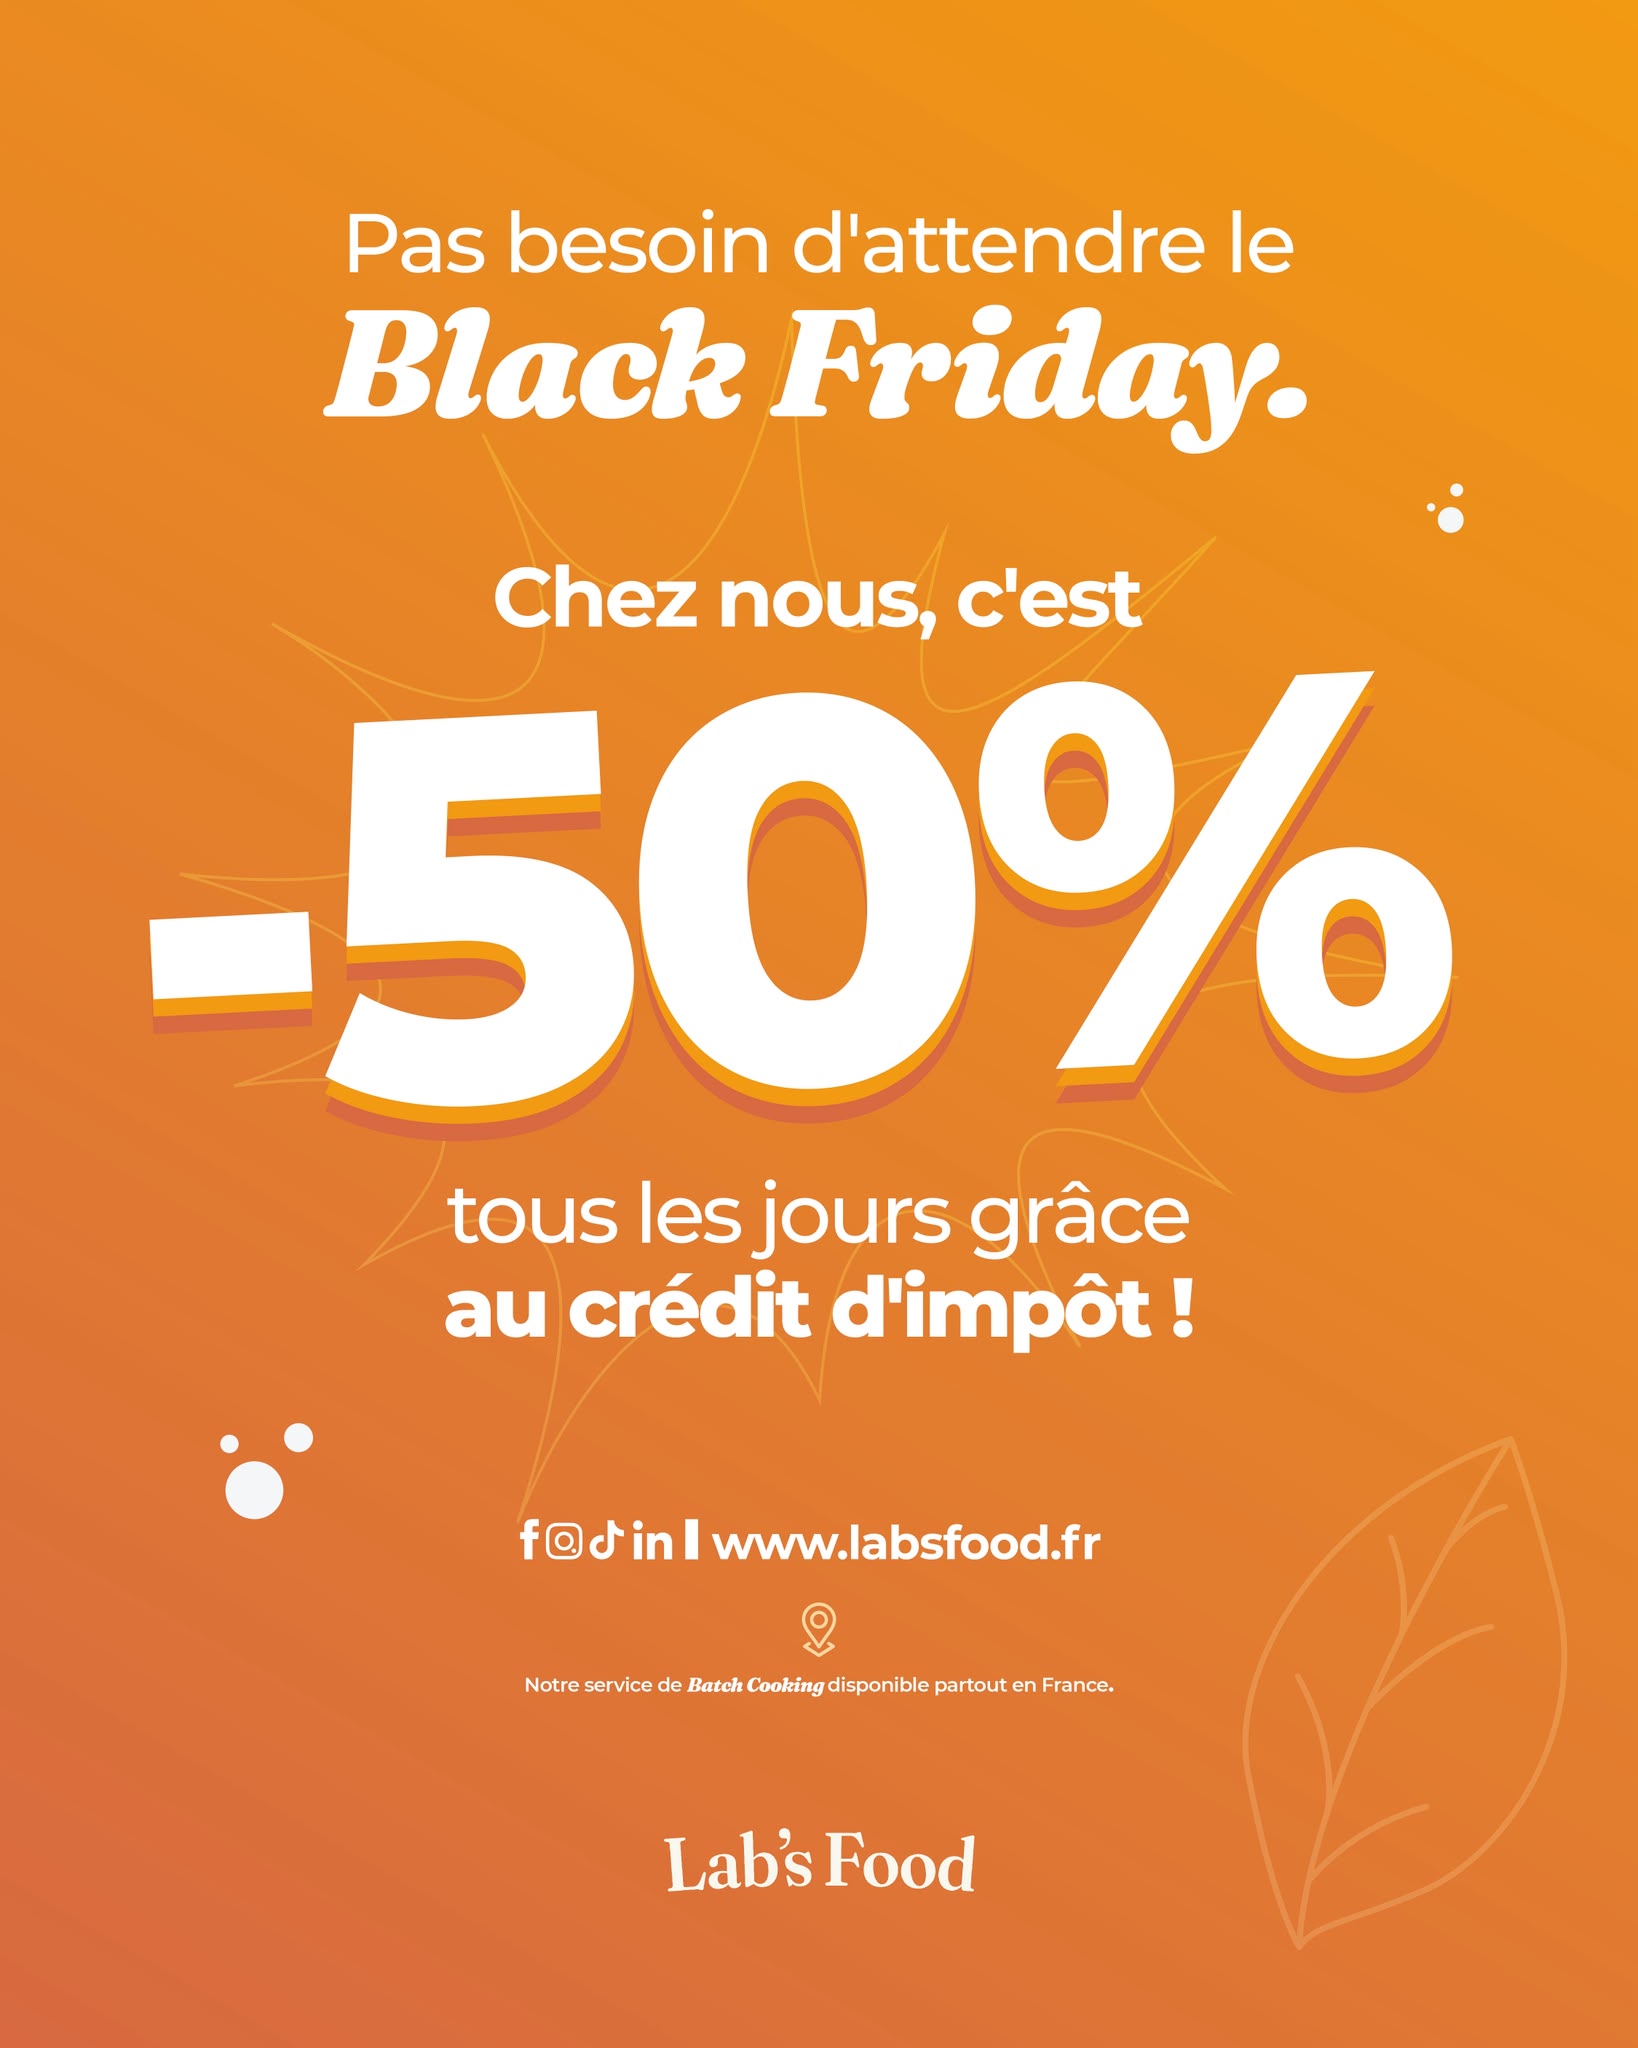 Pas besoin d'attendre le
Black Friday.
Chez nous, c'est
-50%
tous les jours grâce
au crédit d'impôt !
www.labsfood.fr
Notre service de Batch Cooking disponible partout en France.
Lab's Food